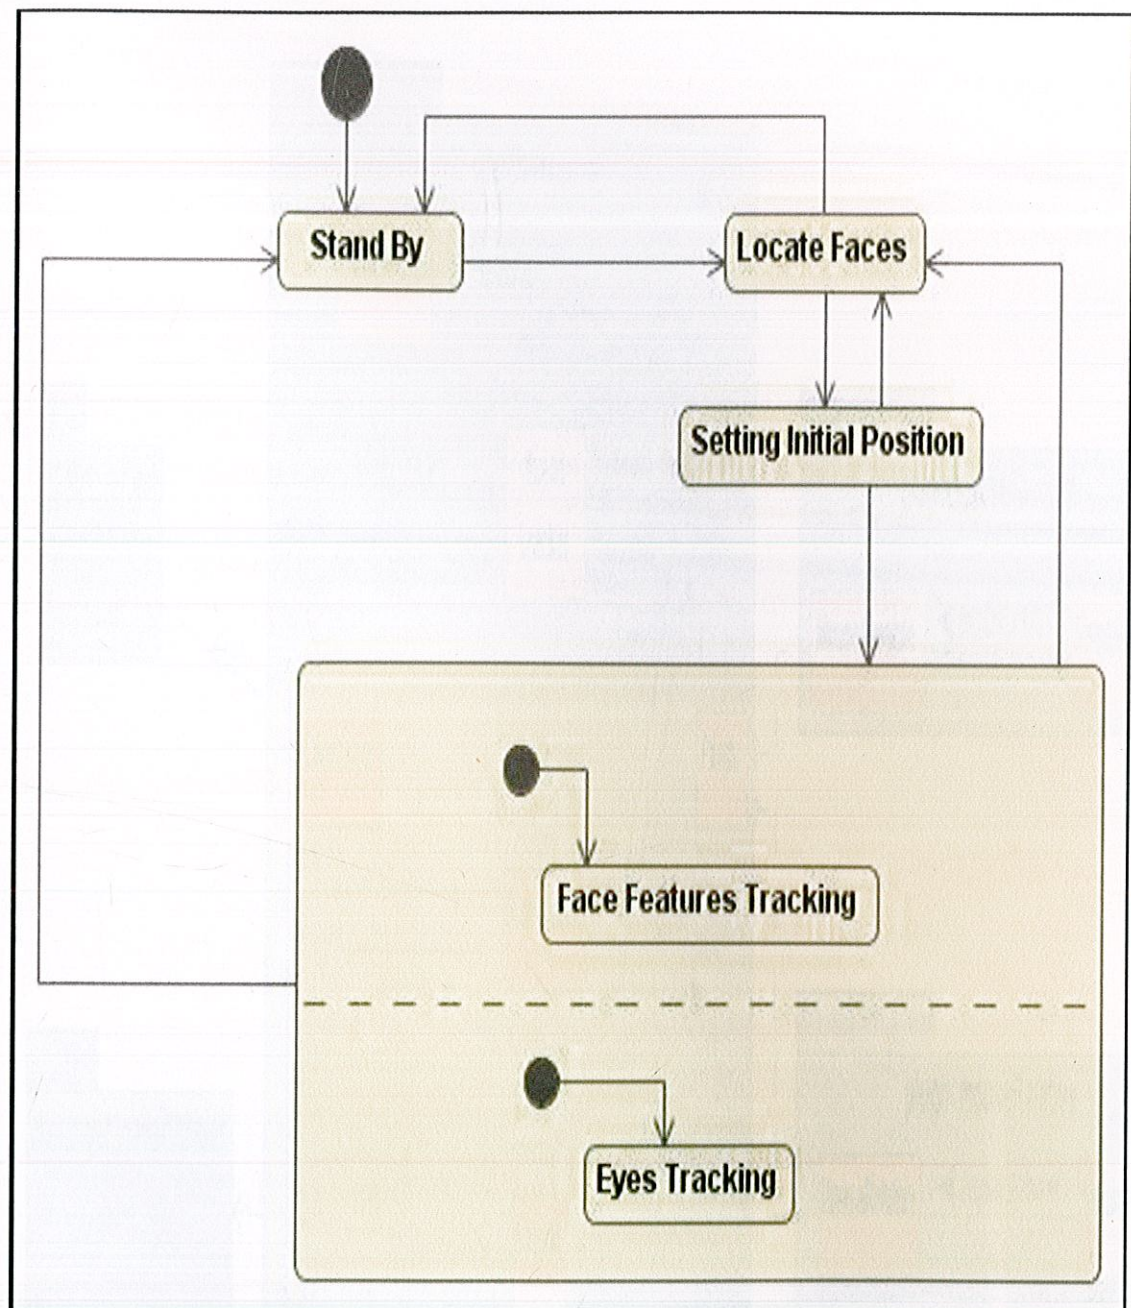 Stand By
Locate Faces
Setting Initial Position
Face Features Tracking
Eyes Tracking